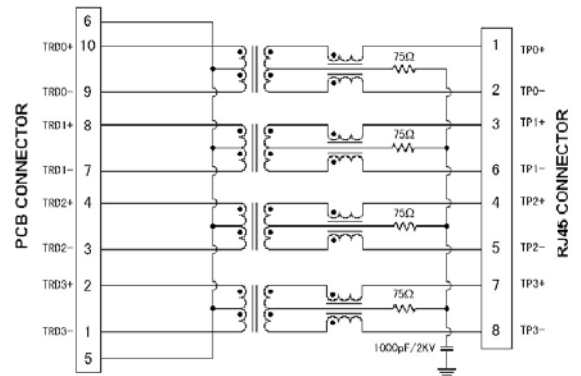 PCB CONNECTOR
6
TRD0+ 10
TRD0- 9
TRD1+ 8
TRD1- 7
TRD2+ 4
TRD2- 3
TRD3+ 2
TRD3- 1
5
75Ω
75Ω
75Ω
75Ω
1000pF/2KV
1 TP0+
2 TP0-
3 TP1+
6 TP1-
4 TP2+
5 TP2-
7 TP3+
8 TP3-
RJ45 CONNECTOR